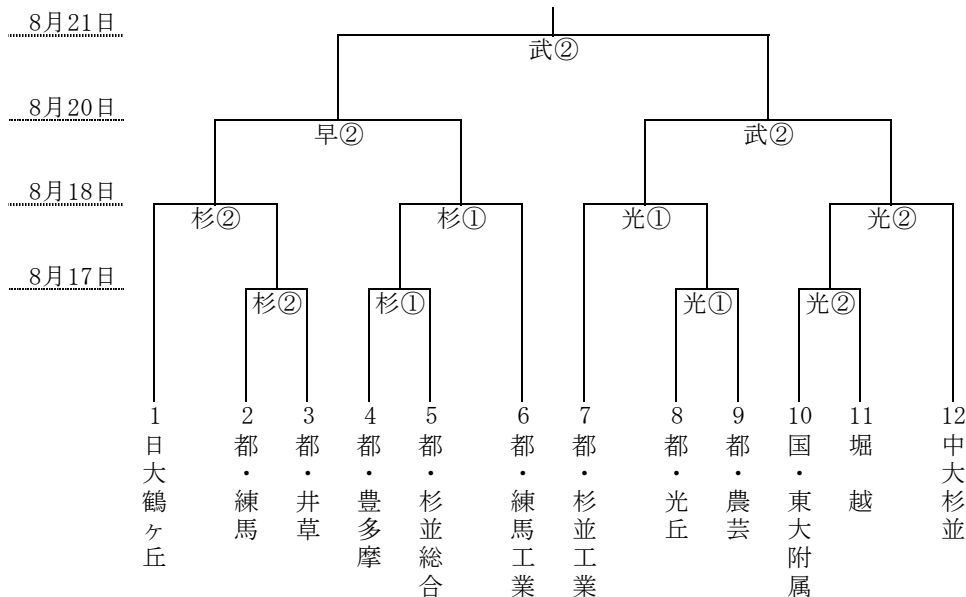 8月21日
武②
8月20日
早②
武②
8月18日
杉②
杉①
光①
光②
8月17日
杉②
杉①
光①
光②
1
2
3
4
5
6
7
8
9
10
11
12
日大鶴ヶ丘
都・練馬
都・井草
都・豊多摩
都・杉並総合
都・練馬工業
都・杉並工業
都・光丘
都・農芸
国・東大附属
堀越
中大杉並